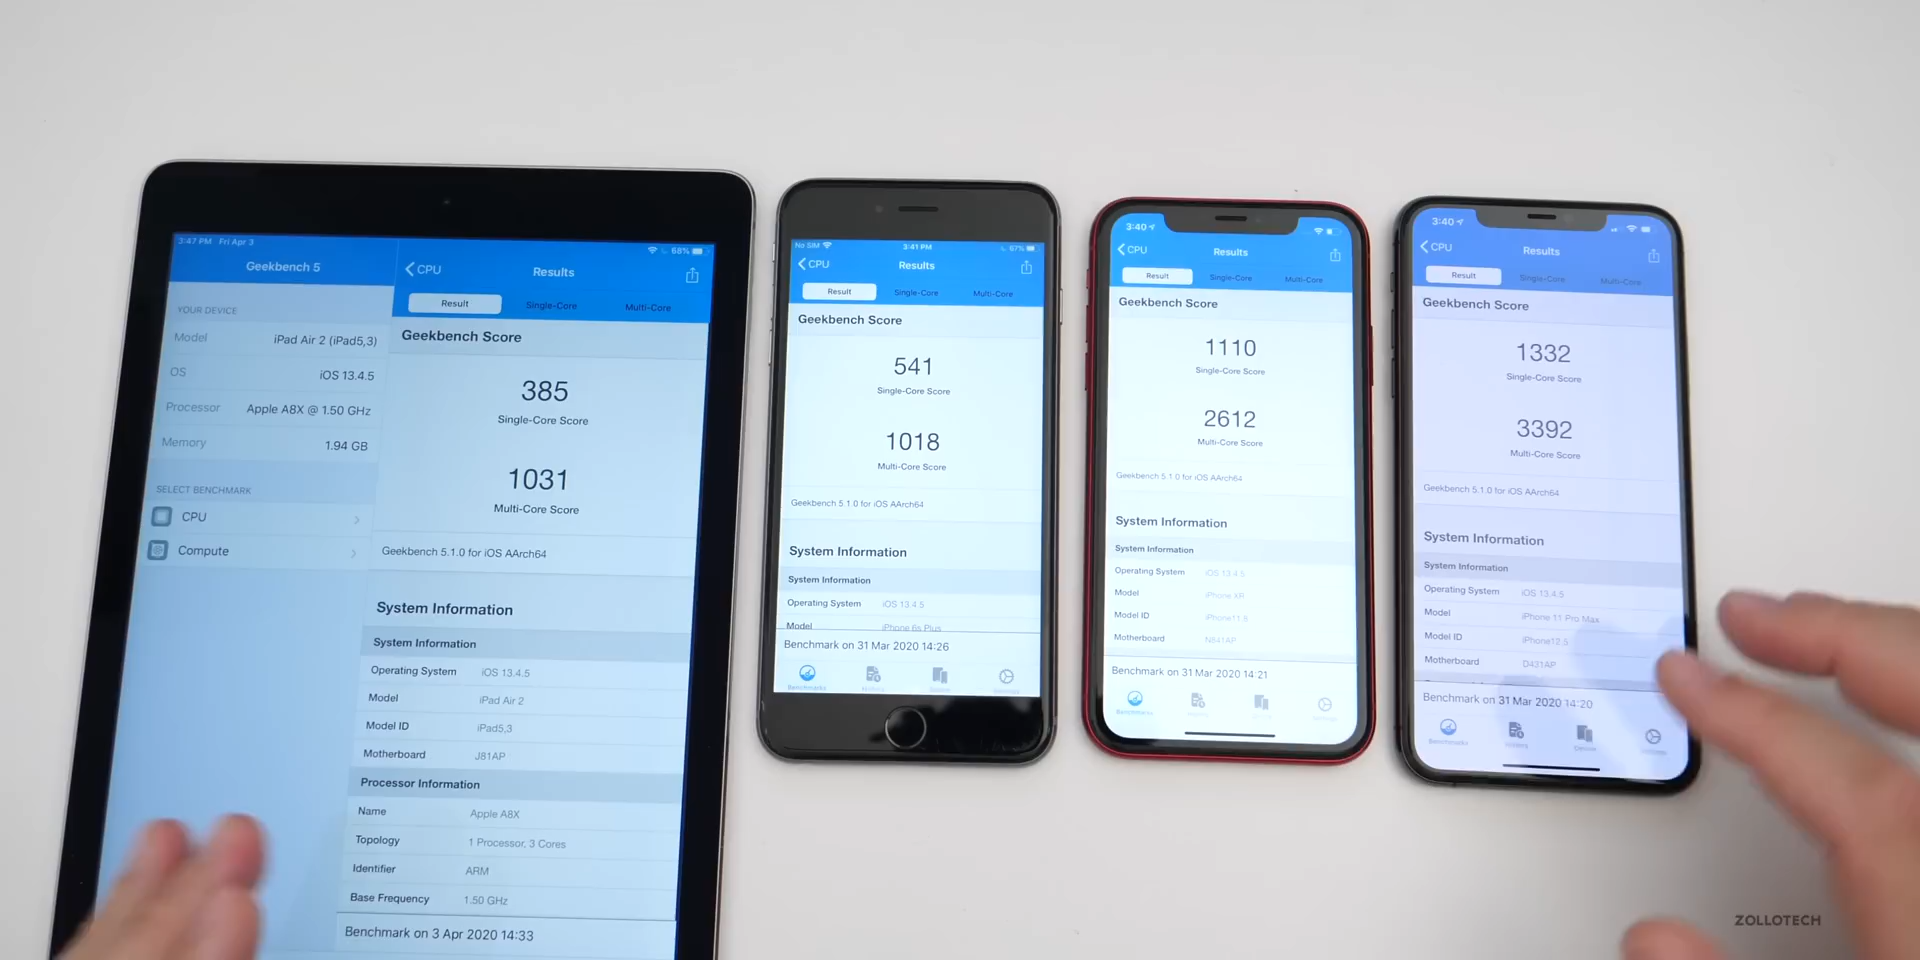 3:47 PM Fri Apr 3
68%
Geekbench 5
YOUR DEVICE
Model iPad Air 2 (iPad5,3)
OS iOS 13.4.5
Processor Apple A8X @ 1.50 GHz
Memory 1.94 GB
SELECT BENCHMARK
CPU
Compute
CPU Results
Result Single-Core Multi-Core
Geekbench Score
385
Single-Core Score
1031
Multi-Core Score
Geekbench 5.1.0 for iOS AArch64
System Information
System Information
Operating System iOS 13.4.5
Model iPad Air 2
Model ID iPad5,3
Motherboard J81AP
Processor Information
Name Apple A8X
Topology 1 Processor, 3 Cores
Identifier ARM
Base Frequency 1.50 GHz
Benchmark on 3 Apr 2020 14:33
No SIM 3:41 PM 67%
CPU Results
Result Single-Core Multi-Core
Geekbench Score
541
Single-Core Score
1018
Multi-Core Score
Geekbench 5.1.0 for iOS AArch64
System Information
System Information
Operating System iOS 13.4.5
Model iPhone 6s Plus
Benchmark on 31 Mar 2020 14:26
Benchmarks
3:40
CPU Results
Result Single-Core Multi-Core
Geekbench Score
1110
Single-Core Score
2612
Multi-Core Score
Geekbench 5.1.0 for iOS AArch64
System Information
System Information
Operating System iOS 13.4.5
Model iPhone XR
Model ID iPhone11,8
Motherboard N841AP
Benchmark on 31 Mar 2020 14:21
Benchmarks
3:40
CPU Results
Result Single-Core Multi-Core
Geekbench Score
1332
Single-Core Score
3392
Multi-Core Score
Geekbench 5.1.0 for iOS AArch64
System Information
System Information
Operating System iOS 13.4.5
Model iPhone 11 Pro Max
Model ID iPhone12,5
Motherboard D431AP
Benchmark on 31 Mar 2020 14:20
Benchmarks
ZOLLOTECH